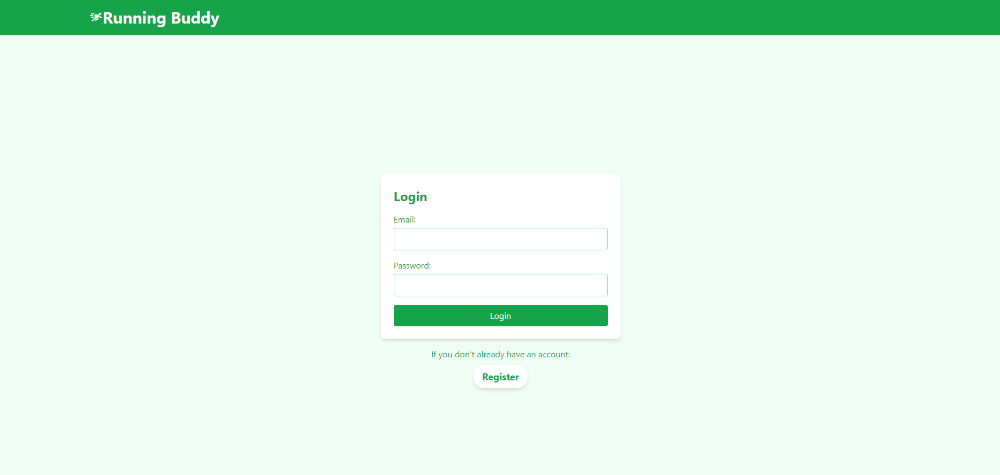 Running Buddy
Login
Email:
Password:
Login
If you don't already have an account:
Register